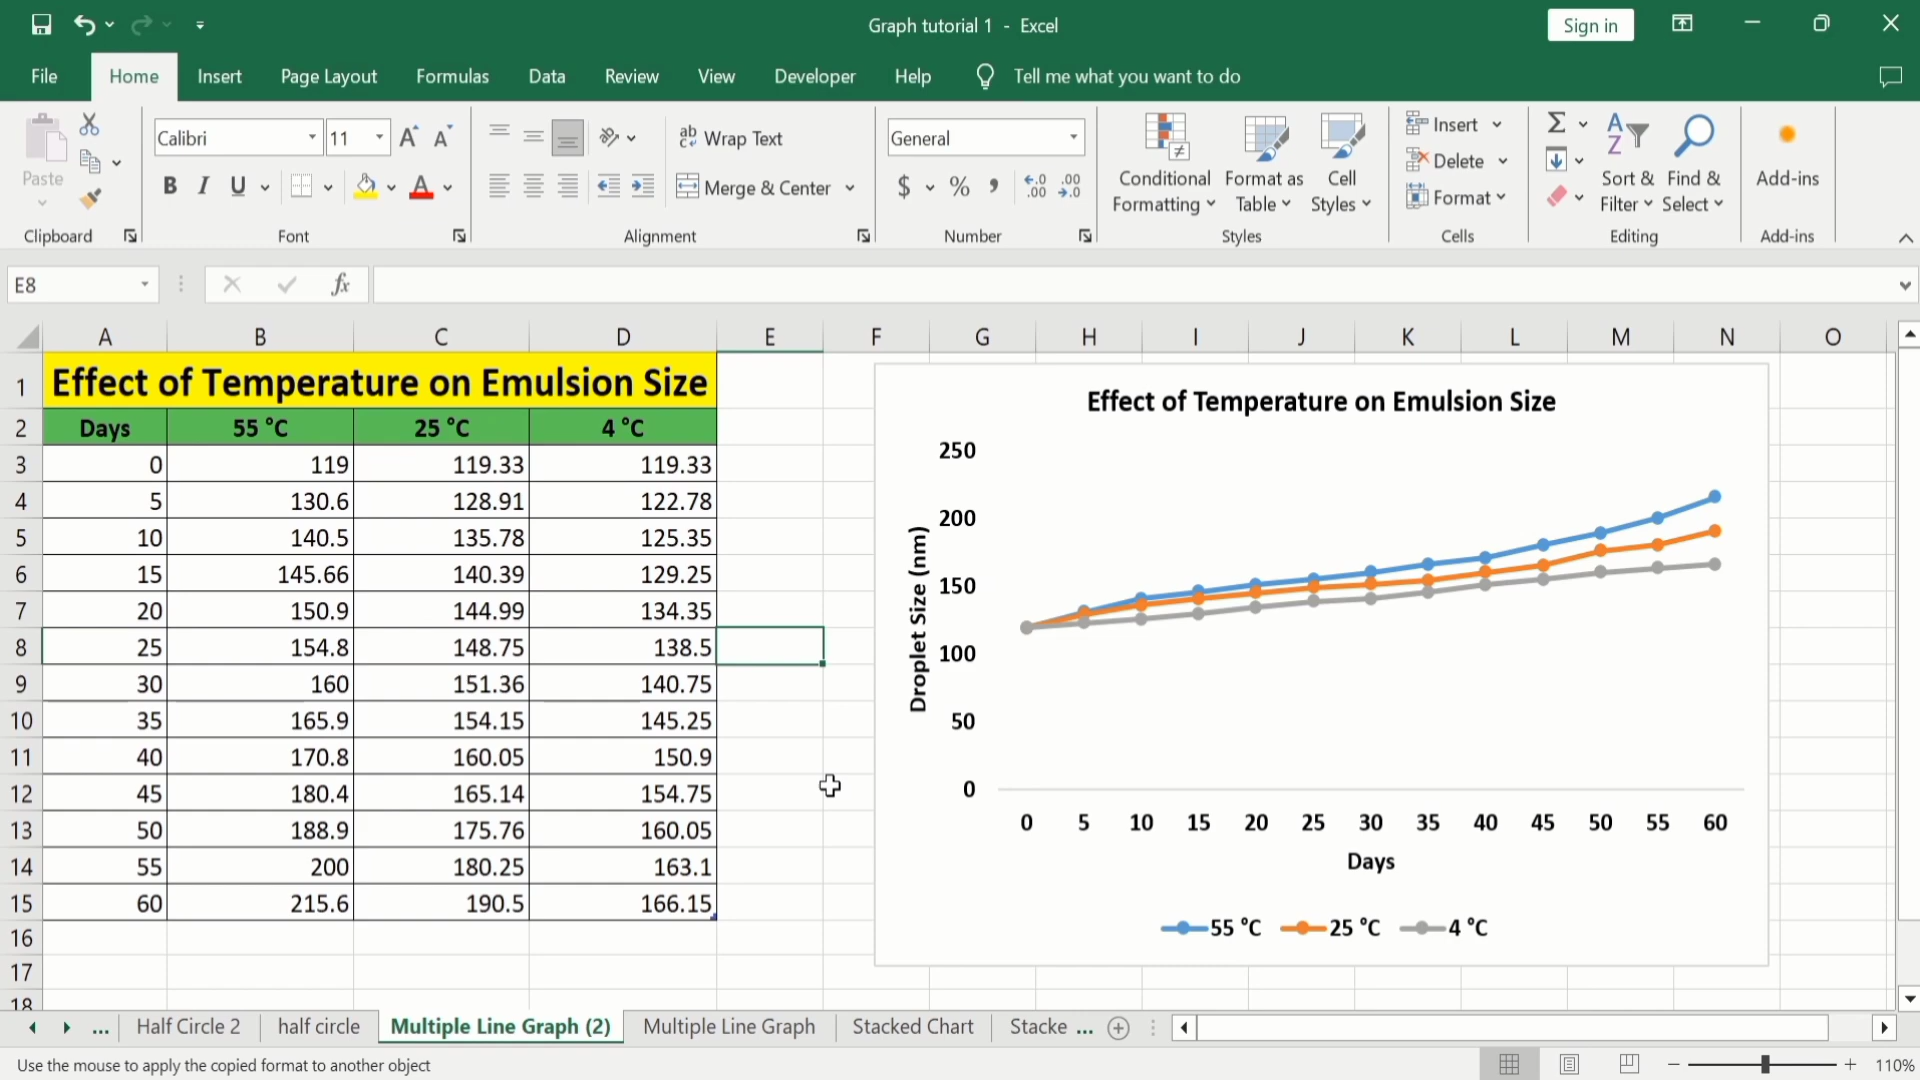 Graph tutorial 1 - Excel
Sign in
File Home Insert Page Layout Formulas Data Review View Developer Help Tell me what you want to do
Paste
Clipboard
Calibri 11
B I U
Font
Wrap Text
Merge & Center
Alignment
General
$ % ,
Number
Conditional Formatting
Format as Table
Cell Styles
Styles
Insert
Delete
Format
Cells
Sort & Filter
Find & Select
Editing
Add-ins
Add-ins
E8 fx
A B C D E F G H I J K L M N O
1 Effect of Temperature on Emulsion Size
2 Days 55 °C 25 °C 4 °C
3 0 119 119.33 119.33
4 5 130.6 128.91 122.78
5 10 140.5 135.78 125.35
6 15 145.66 140.39 129.25
7 20 150.9 144.99 134.35
8 25 154.8 148.75 138.5
9 30 160 151.36 140.75
10 35 165.9 154.15 145.25
11 40 170.8 160.05 150.9
12 45 180.4 165.14 154.75
13 50 188.9 175.76 160.05
14 55 200 180.25 163.1
15 60 215.6 190.5 166.15
16
17
18
Effect of Temperature on Emulsion Size
Droplet Size (nm)
250
200
150
100
50
0
0 5 10 15 20 25 30 35 40 45 50 55 60
Days
55 °C 25 °C 4 °C
... Half Circle 2 half circle Multiple Line Graph (2) Multiple Line Graph Stacked Chart Stacke ...
Use the mouse to apply the copied format to another object
110%